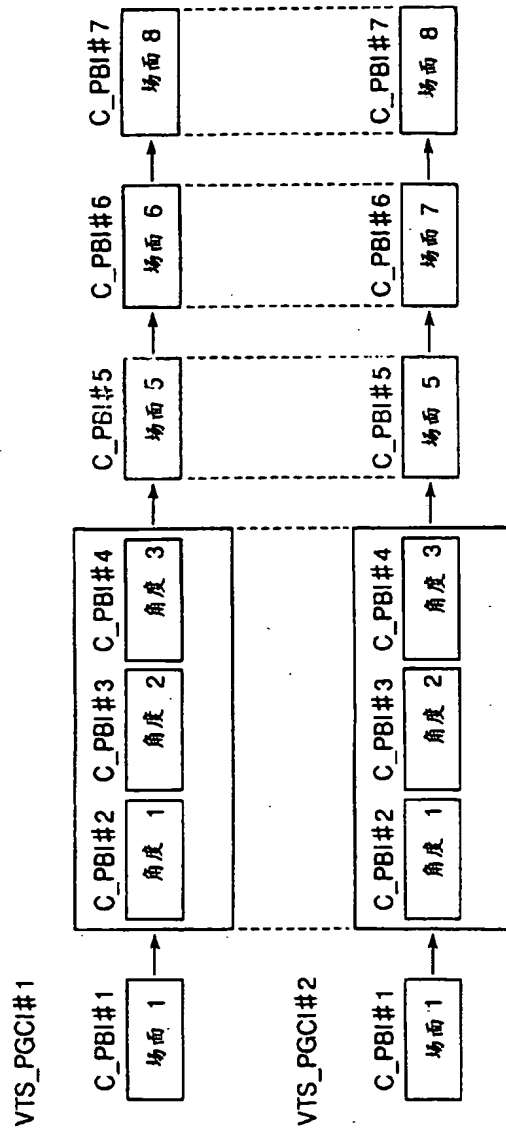 VTS_PGCI#1
C_PBI#1
场面 1
C_PBI#2
角度 1
C_PBI#3
角度 2
C_PBI#4
角度 3
C_PBI#5
场面 5
C_PBI#6
场面 6
C_PBI#7
场面 8
VTS_PGCI#2
C_PBI#1
场面 1
C_PBI#2
角度 1
C_PBI#3
角度 2
C_PBI#4
角度 3
C_PBI#5
场面 5
C_PBI#6
场面 7
C_PBI#7
场面 8